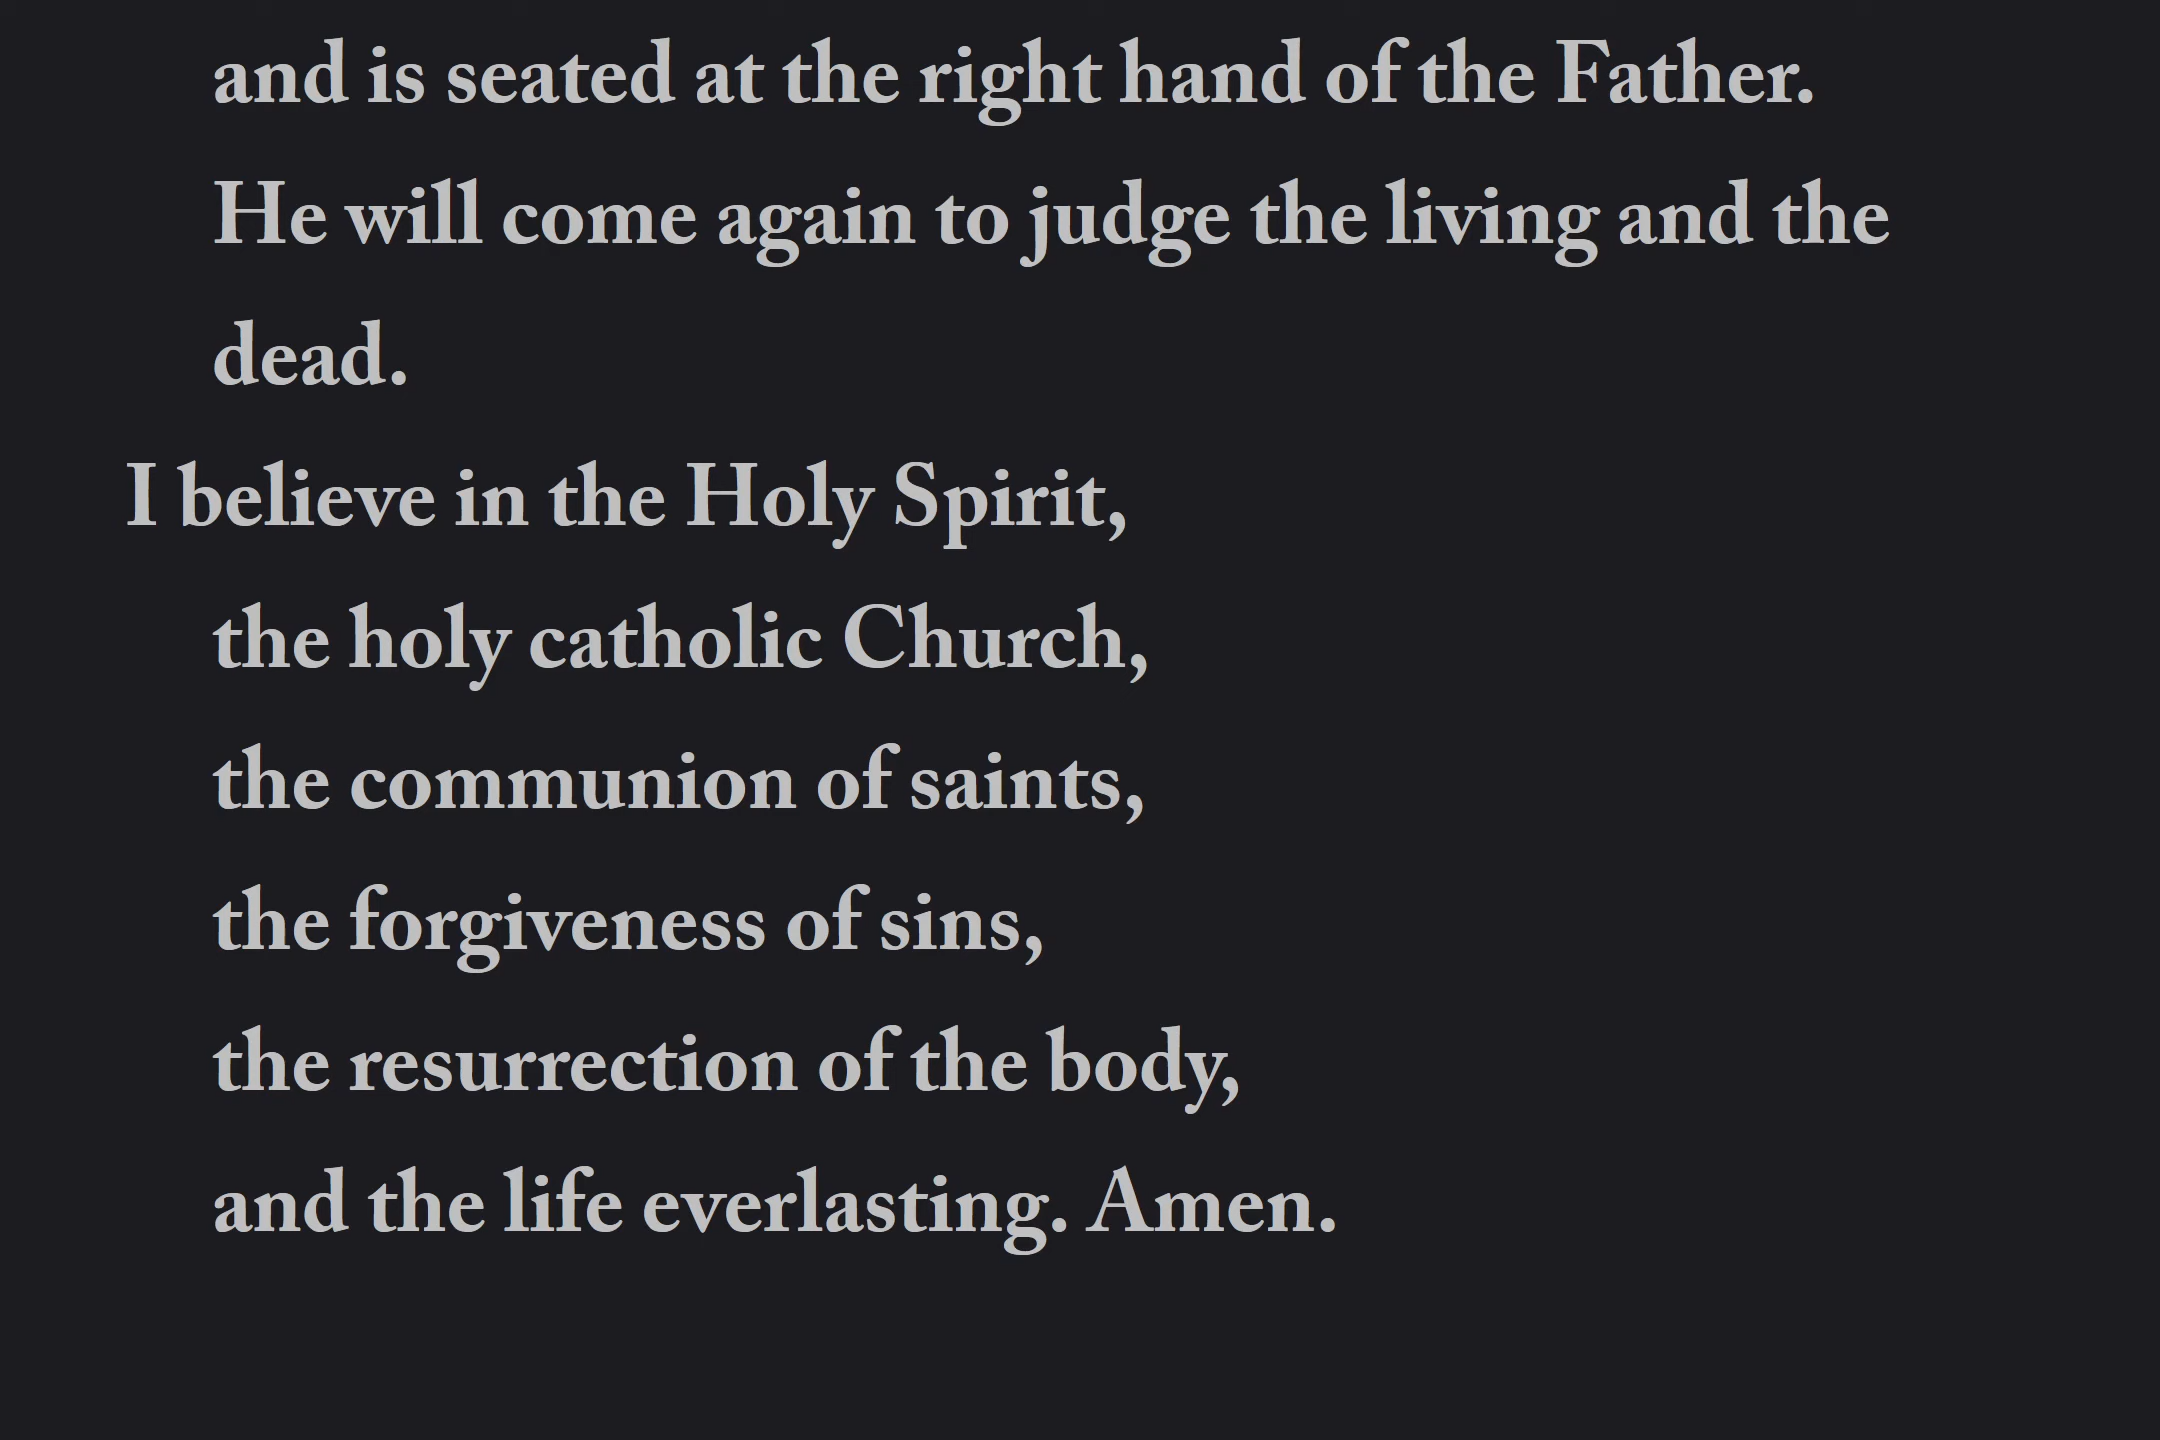 and is seated at the right hand of the Father.
He will come again to judge the living and the
dead.
I believe in the Holy Spirit,
the holy catholic Church,
the communion of saints,
the forgiveness of sins,
the resurrection of the body,
and the life everlasting. Amen.